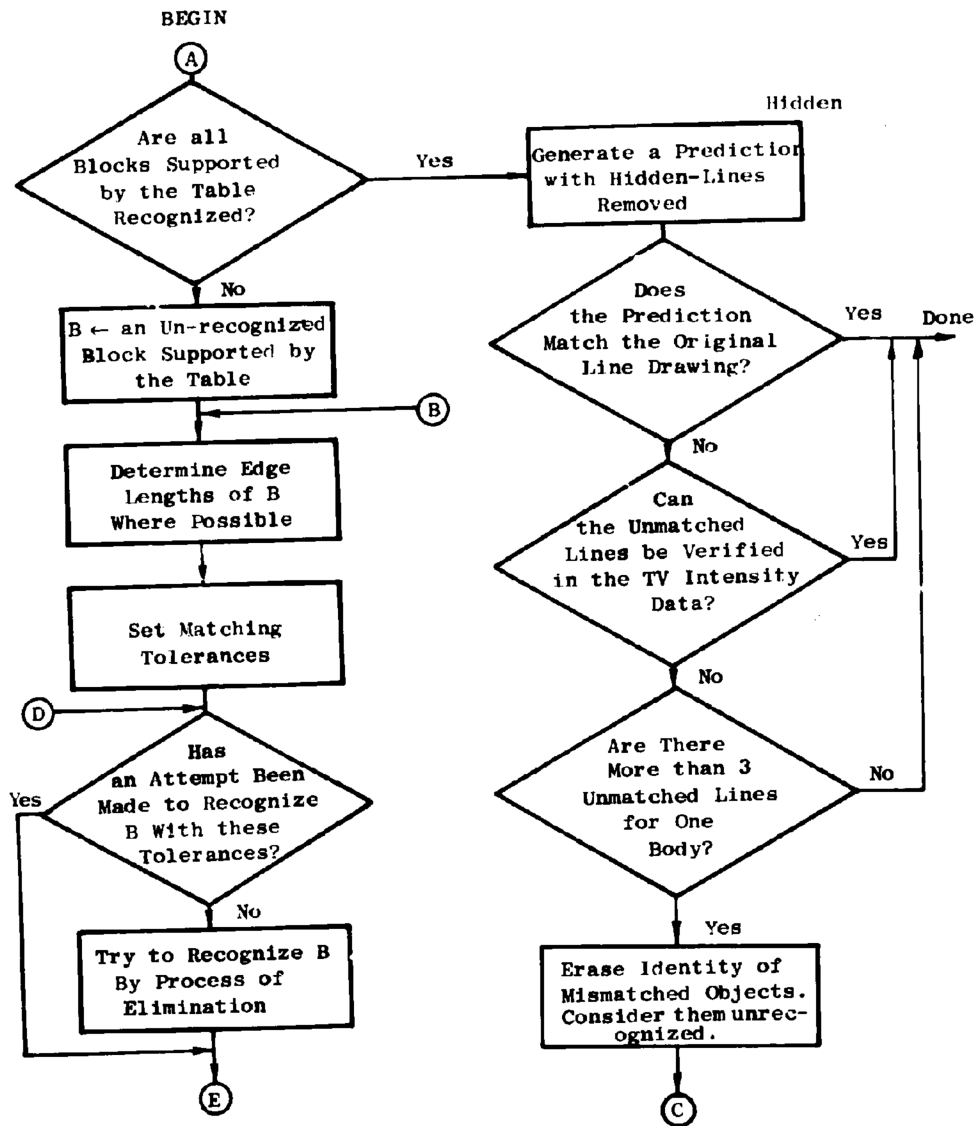 BEGIN
A
Are all
Blocks Supported
by the Table
Recognized?
Yes
No
B ← an Un-recognized
Block Supported by
the Table
B
Determine Edge
Lengths of B
Where Possible
Set Matching
Tolerances
D
Has
an Attempt Been
Made to Recognize
B With these
Tolerances?
Yes
No
Try to Recognize B
By Process of
Elimination
E
Hidden
Generate a Prediction
with Hidden-Lines
Removed
Does
the Prediction
Match the Original
Line Drawing?
Yes
Done
No
Can
the Unmatched
Lines be Verified
in the TV Intensity
Data?
Yes
No
Are There
More than 3
Unmatched Lines
for One
Body?
No
Yes
Erase Identity of
Mismatched Objects.
Consider them unrec-
ognized.
C